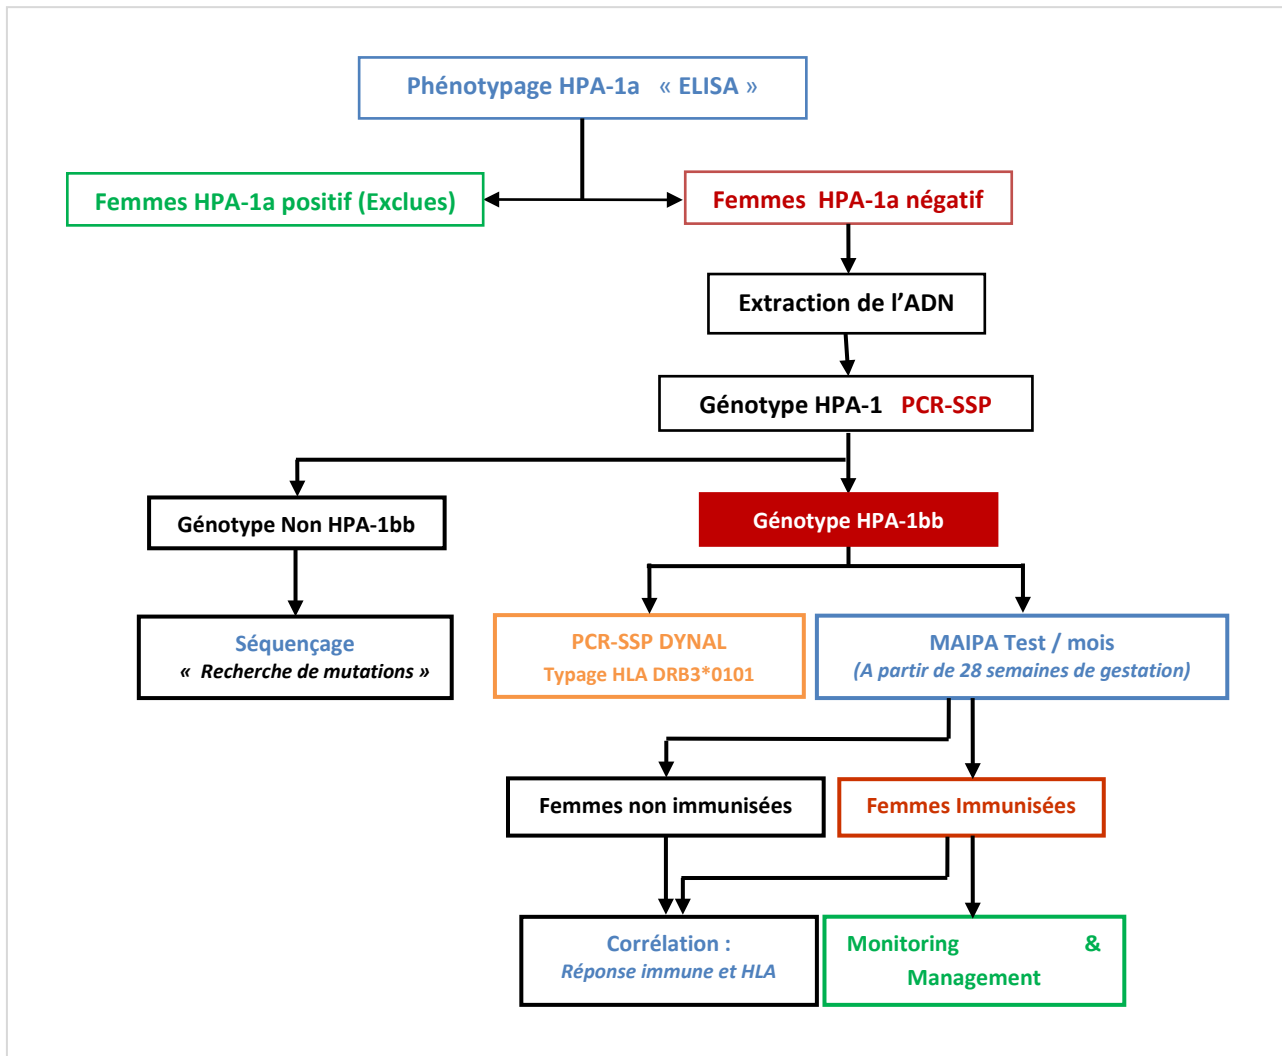 Phénotypage HPA-1a « ELISA »
Femmes HPA-1a positif (Exclues)
Femmes HPA-1a négatif
Extraction de l’ADN
Génotype HPA-1 PCR-SSP
Génotype Non HPA-1bb
Génotype HPA-1bb
Séquençage
« Recherche de mutations »
PCR-SSP DYNAL
Typage HLA DRB3*0101
MAIPA Test / mois
(A partir de 28 semaines de gestation)
Femmes non immunisées
Femmes Immunisées
Corrélation :
Réponse immune et HLA
Monitoring &
Management